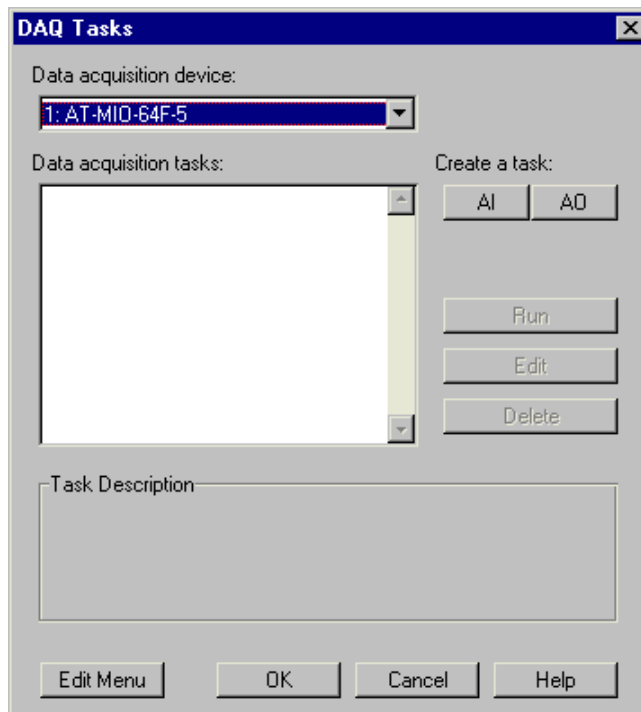 DAQ Tasks
Data acquisition device:
1: AT-MIO-64F-5
Data acquisition tasks:
Create a task:
AI
AO
Run
Edit
Delete
Task Description
Edit Menu
OK
Cancel
Help